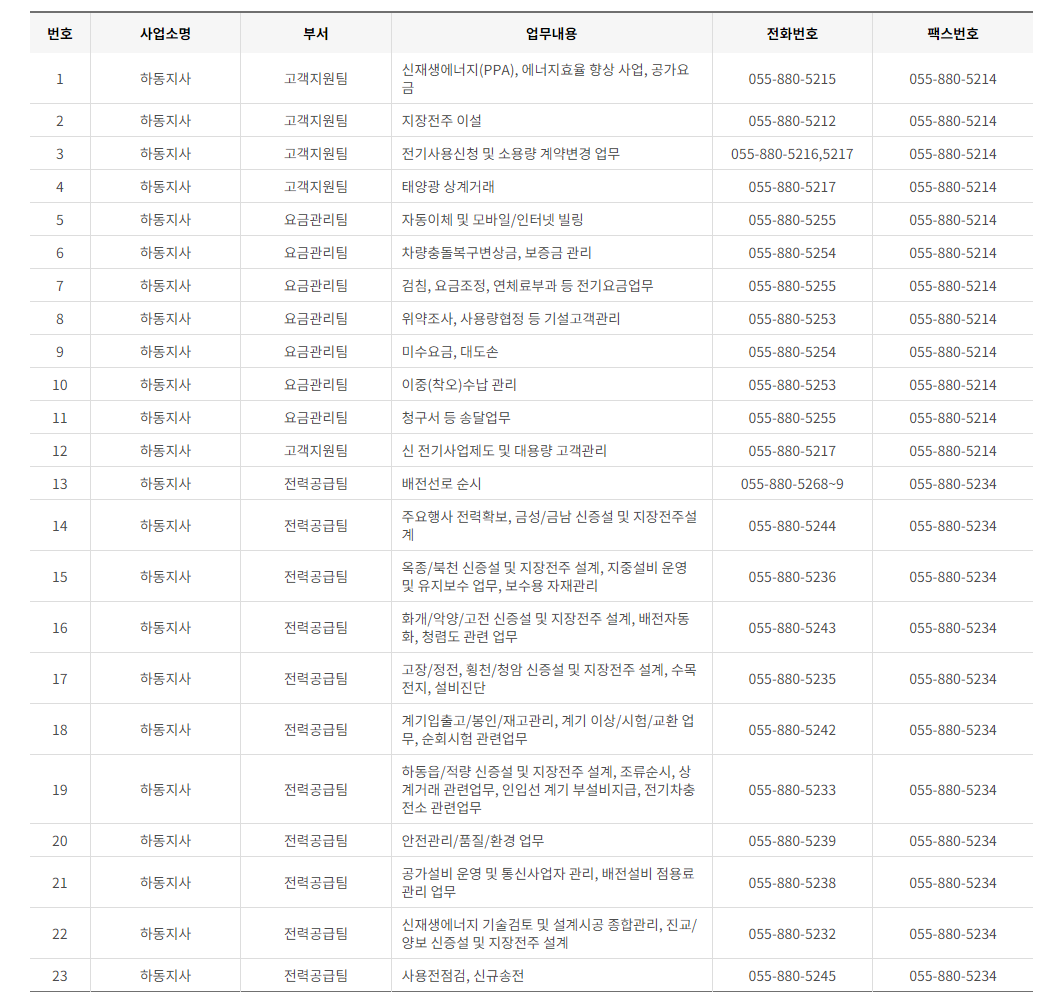 번호 사업소명 부서 업무내용 전화번호 팩스번호
1 하동지사 고객지원팀 신재생에너지(PPA), 에너지효율 향상 사업, 공가요
금 055-880-5215 055-880-5214
2 하동지사 고객지원팀 지장전주 이설 055-880-5212 055-880-5214
3 하동지사 고객지원팀 전기사용신청 및 소용량 계약변경 업무 055-880-5216,5217 055-880-5214
4 하동지사 고객지원팀 태양광 상계거래 055-880-5217 055-880-5214
5 하동지사 요금관리팀 자동이체 및 모바일/인터넷 빌링 055-880-5255 055-880-5214
6 하동지사 요금관리팀 차량충돌복구변상금, 보증금 관리 055-880-5254 055-880-5214
7 하동지사 요금관리팀 검침, 요금조정, 연체료부과 등 전기요금업무 055-880-5255 055-880-5214
8 하동지사 요금관리팀 위약조사, 사용량협정 등 기설고객관리 055-880-5253 055-880-5214
9 하동지사 요금관리팀 미수요금, 대도손 055-880-5254 055-880-5214
10 하동지사 요금관리팀 이중(착오)수납 관리 055-880-5253 055-880-5214
11 하동지사 요금관리팀 청구서 등 송달업무 055-880-5255 055-880-5214
12 하동지사 고객지원팀 신 전기사업제도 및 대용량 고객관리 055-880-5217 055-880-5214
13 하동지사 전력공급팀 배전선로 순시 055-880-5268~9 055-880-5234
14 하동지사 전력공급팀 주요행사 전력확보, 금성/금남 신증설 및 지장전주설
계 055-880-5244 055-880-5234
15 하동지사 전력공급팀 옥종/북천 신증설 및 지장전주 설계, 지중설비 운영
및 유지보수 업무, 보수용 자재관리 055-880-5236 055-880-5234
16 하동지사 전력공급팀 화개/악양/고전 신증설 및 지장전주 설계, 배전자동
화, 청렴도 관련 업무 055-880-5243 055-880-5234
17 하동지사 전력공급팀 고장/정전, 횡천/청암 신증설 및 지장전주 설계, 수목
전지, 설비진단 055-880-5235 055-880-5234
18 하동지사 전력공급팀 계기입출고/봉인/재고관리, 계기 이상/시험/교환 업
무, 순회시험 관련업무 055-880-5242 055-880-5234
19 하동지사 전력공급팀 하동읍/적량 신증설 및 지장전주 설계, 조류순시, 상
계거래 관련업무, 인입선 계기 부설비지급, 전기차충
전소 관련업무 055-880-5233 055-880-5234
20 하동지사 전력공급팀 안전관리/품질/환경 업무 055-880-5239 055-880-5234
21 하동지사 전력공급팀 공가설비 운영 및 통신사업자 관리, 배전설비 점용료
관리 업무 055-880-5238 055-880-5234
22 하동지사 전력공급팀 신재생에너지 기술검토 및 설계시공 종합관리, 진교/
양보 신증설 및 지장전주 설계 055-880-5232 055-880-5234
23 하동지사 전력공급팀 사용전점검, 신규송전 055-880-5245 055-880-5234